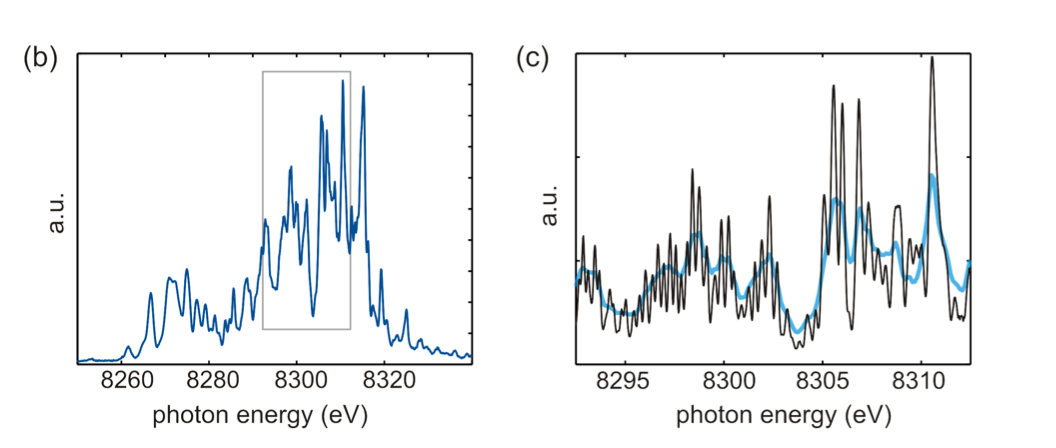 (b)
a.u.
8260 8280 8300 8320
photon energy (eV)
(c)
a.u.
8295 8300 8305 8310
photon energy (eV)